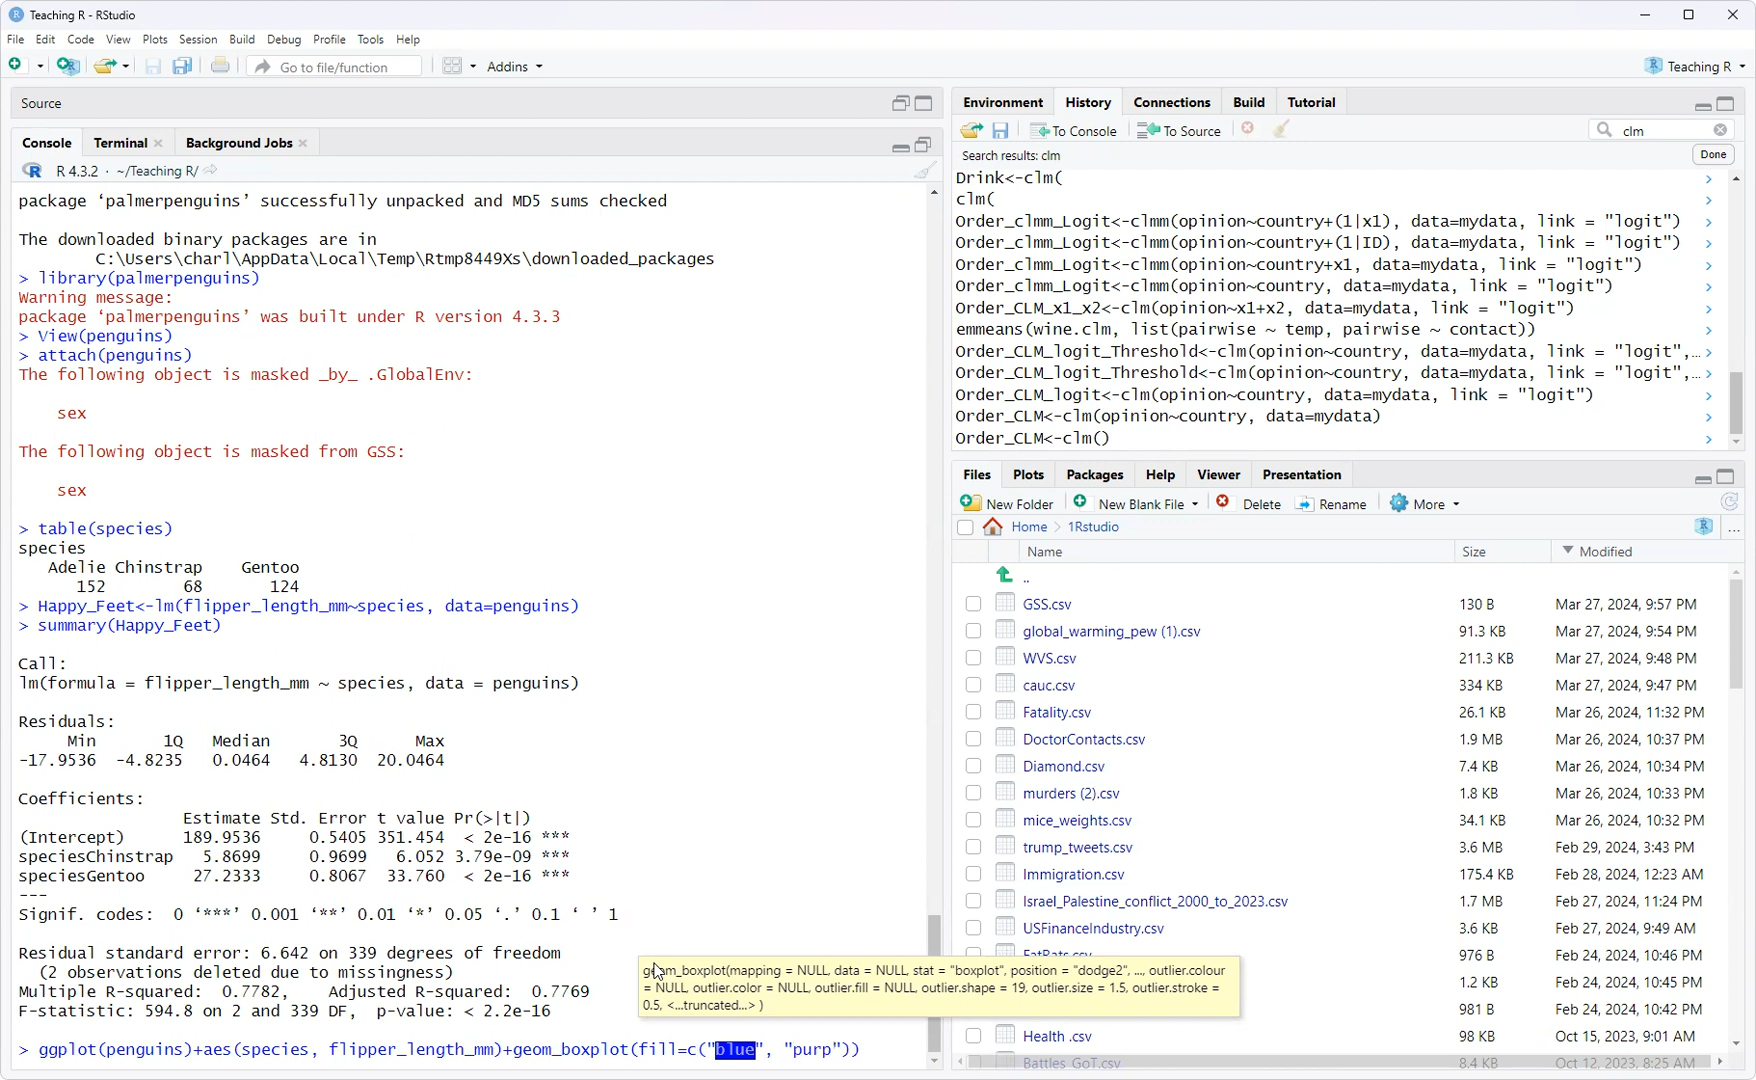 Teaching R - RStudio
File Edit Code View Plots Session Build Debug Profile Tools Help
Go to file/function
Addins
Teaching R
Source
Console Terminal Background Jobs
R 4.3.2 · ~/Teaching R/
package ‘palmerpenguins’ successfully unpacked and MD5 sums checked
The downloaded binary packages are in
C:\Users\charl\AppData\Local\Temp\Rtmp8449Xs\downloaded_packages
> library(palmerpenguins)
Warning message:
package ‘palmerpenguins’ was built under R version 4.3.3
> View(penguins)
> attach(penguins)
The following object is masked _by_ .GlobalEnv:
sex
The following object is masked from GSS:
sex
> table(species)
species
Adelie Chinstrap Gentoo
152 68 124
> Happy_Feet<-lm(flipper_length_mm~species, data=penguins)
> summary(Happy_Feet)
Call:
lm(formula = flipper_length_mm ~ species, data = penguins)
Residuals:
Min 1Q Median 3Q Max
-17.9536 -4.8235 0.0464 4.8130 20.0464
Coefficients:
Estimate Std. Error t value Pr(>|t|)
(Intercept) 189.9536 0.5405 351.454 < 2e-16 ***
speciesChinstrap 5.8699 0.9699 6.052 3.79e-09 ***
speciesGentoo 27.2333 0.8067 33.760 < 2e-16 ***
---
Signif. codes: 0 ‘***’ 0.001 ‘**’ 0.01 ‘*’ 0.05 ‘.’ 0.1 ‘ ’ 1
Residual standard error: 6.642 on 339 degrees of freedom
(2 observations deleted due to missingness)
Multiple R-squared: 0.7782, Adjusted R-squared: 0.7769
F-statistic: 594.8 on 2 and 339 DF, p-value: < 2.2e-16
> ggplot(penguins)+aes(species, flipper_length_mm)+geom_boxplot(fill=c("blue", "purp"))
geom_boxplot(mapping = NULL, data = NULL, stat = "boxplot", position = "dodge2", ..., outlier.colour
= NULL, outlier.color = NULL, outlier.fill = NULL, outlier.shape = 19, outlier.size = 1.5, outlier.stroke =
0.5, <...truncated...> )
Environment History Connections Build Tutorial
To Console To Source clm
Search results: clm Done
Drink<-clm(
clm(
Order_clmm_Logit<-clmm(opinion~country+(1|x1), data=mydata, link = "logit")
Order_clmm_Logit<-clmm(opinion~country+(1|ID), data=mydata, link = "logit")
Order_clmm_Logit<-clmm(opinion~country+x1, data=mydata, link = "logit")
Order_clmm_Logit<-clmm(opinion~country, data=mydata, link = "logit")
Order_CLM_x1_x2<-clm(opinion~x1+x2, data=mydata, link = "logit")
emmeans(wine.clm, list(pairwise ~ temp, pairwise ~ contact))
Order_CLM_logit_Threshold<-clm(opinion~country, data=mydata, link = "logit",…
Order_CLM_logit_Threshold<-clm(opinion~country, data=mydata, link = "logit",…
Order_CLM_logit<-clm(opinion~country, data=mydata, link = "logit")
Order_CLM<-clm(opinion~country, data=mydata)
Order_CLM<-clm()
Files Plots Packages Help Viewer Presentation
New Folder New Blank File Delete Rename More
Home > 1Rstudio ...
Name Size Modified
..
GSS.csv 130 B Mar 27, 2024, 9:57 PM
global_warming_pew (1).csv 91.3 KB Mar 27, 2024, 9:54 PM
WVS.csv 211.3 KB Mar 27, 2024, 9:48 PM
cauc.csv 334 KB Mar 27, 2024, 9:47 PM
Fatality.csv 26.1 KB Mar 26, 2024, 11:32 PM
DoctorContacts.csv 1.9 MB Mar 26, 2024, 10:37 PM
Diamond.csv 7.4 KB Mar 26, 2024, 10:34 PM
murders (2).csv 1.8 KB Mar 26, 2024, 10:33 PM
mice_weights.csv 34.1 KB Mar 26, 2024, 10:32 PM
trump_tweets.csv 3.6 MB Feb 29, 2024, 3:43 PM
Immigration.csv 175.4 KB Feb 28, 2024, 12:23 AM
Israel_Palestine_conflict_2000_to_2023.csv 1.7 MB Feb 27, 2024, 11:24 PM
USFinanceIndustry.csv 3.6 KB Feb 27, 2024, 9:49 AM
FatRats.csv 976 B Feb 24, 2024, 10:46 PM
1.2 KB Feb 24, 2024, 10:45 PM
981 B Feb 24, 2024, 10:42 PM
Health .csv 98 KB Oct 15, 2023, 9:01 AM
Battles GoT.csv 8.4 KB Oct 12, 2023, 8:25 AM